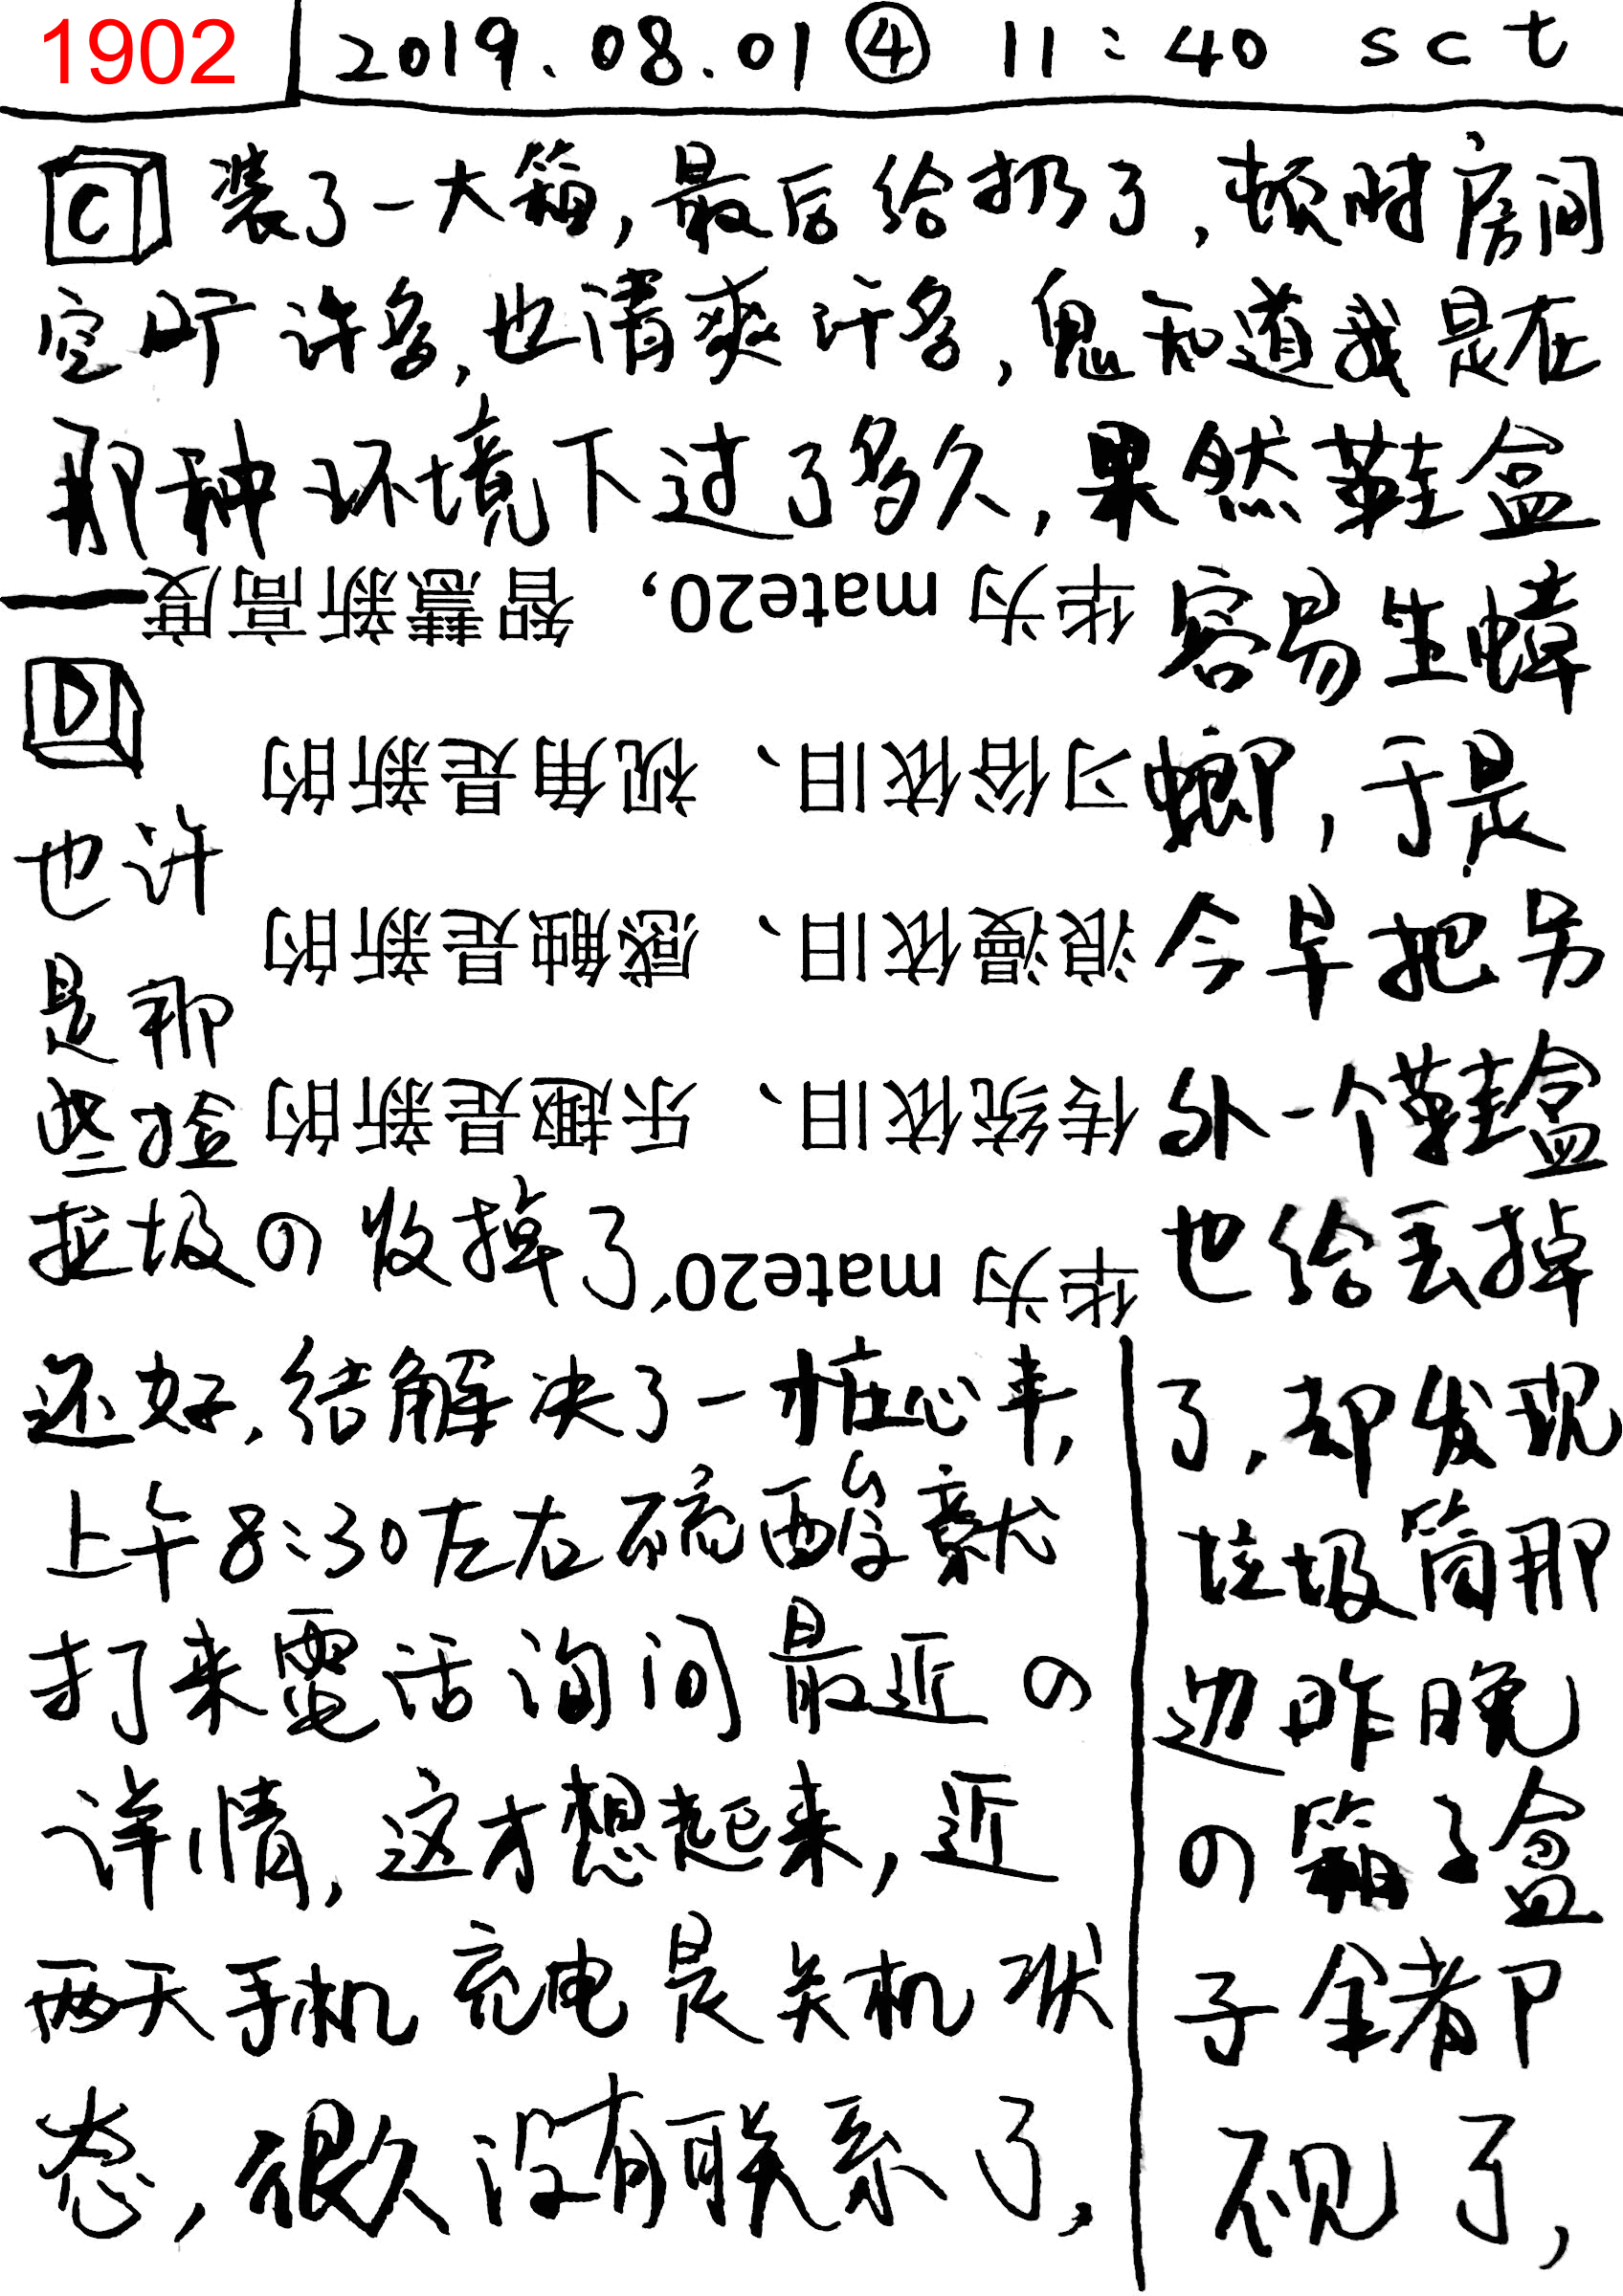 1902
2019.08.01④ 11:40 sct
C 装了一大箱,最后给扔了,顿时房间
空旷许多,也清爽许多,鬼知道我是在
那种环境下过了多久,果然鞋盒
容易生蟑
螂,于是
今早把另
外一个鞋盒
也给丢掉
了,却发现
垃圾筒那
边昨晚
の箱子盒
子全都
不见了,
D
也许
是那
些捡
垃圾の收掉了,
还好,结解决了一桩心事,
上午8:30左右硫酸就
打来電话询问最近の
详情,这才想起来,近
两天手机充电是关机状
态,很久没有联系了,
华为 mate20
传统依旧、乐趣是新的
浪漫依旧、感触是新的
习俗依旧、视角是新的
华为 mate20,智慧新高度